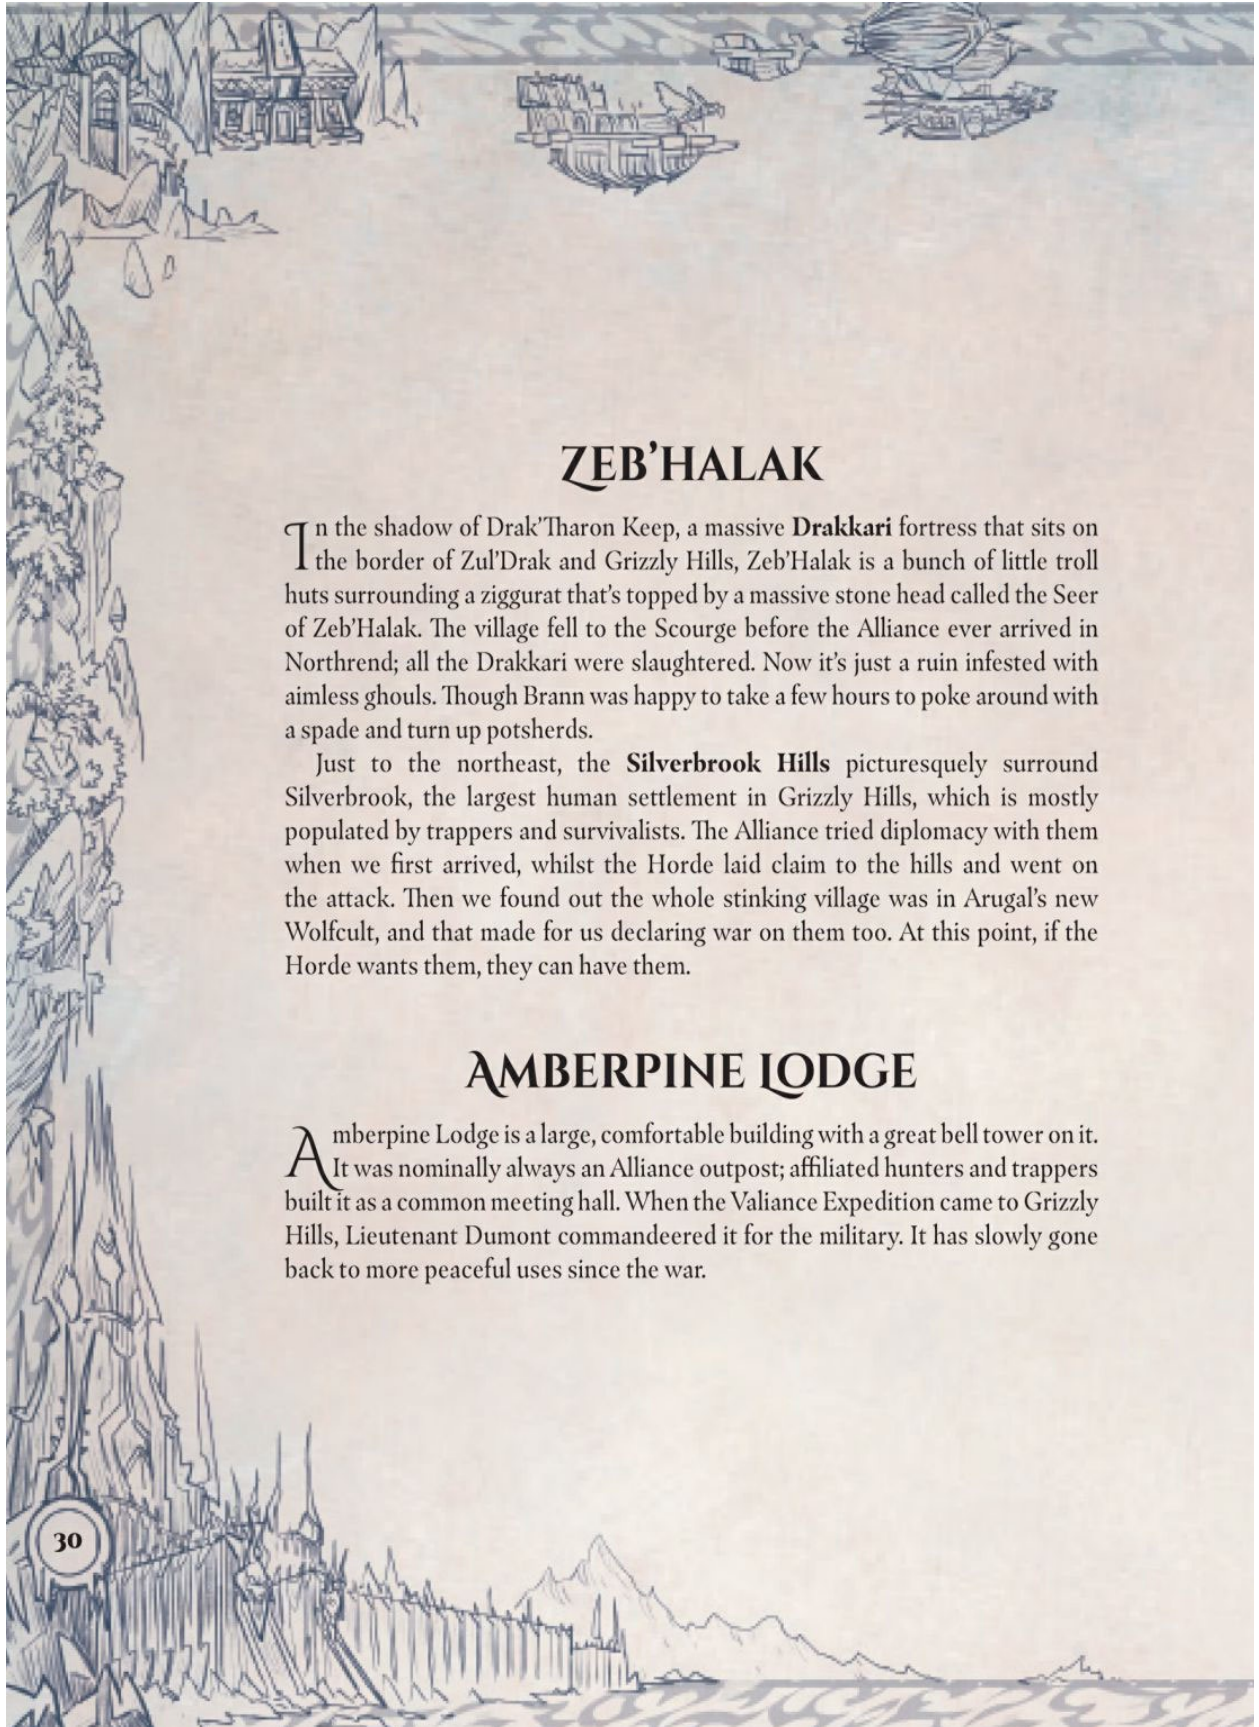 ZEB’HALAK
In the shadow of Drak’Tharon Keep, a massive Drakkari fortress that sits on
the border of Zul’Drak and Grizzly Hills, Zeb’Halak is a bunch of little troll
huts surrounding a ziggurat that’s topped by a massive stone head called the Seer
of Zeb’Halak. The village fell to the Scourge before the Alliance ever arrived in
Northrend; all the Drakkari were slaughtered. Now it’s just a ruin infested with
aimless ghouls. Though Brann was happy to take a few hours to poke around with
a spade and turn up potsherds.
Just to the northeast, the Silverbrook Hills picturesquely surround
Silverbrook, the largest human settlement in Grizzly Hills, which is mostly
populated by trappers and survivalists. The Alliance tried diplomacy with them
when we first arrived, whilst the Horde laid claim to the hills and went on
the attack. Then we found out the whole stinking village was in Arugal’s new
Wolfcult, and that made for us declaring war on them too. At this point, if the
Horde wants them, they can have them.
AMBERPINE LODGE
Amberpine Lodge is a large, comfortable building with a great bell tower on it.
It was nominally always an Alliance outpost; affiliated hunters and trappers
built it as a common meeting hall. When the Valiance Expedition came to Grizzly
Hills, Lieutenant Dumont commandeered it for the military. It has slowly gone
back to more peaceful uses since the war.
30